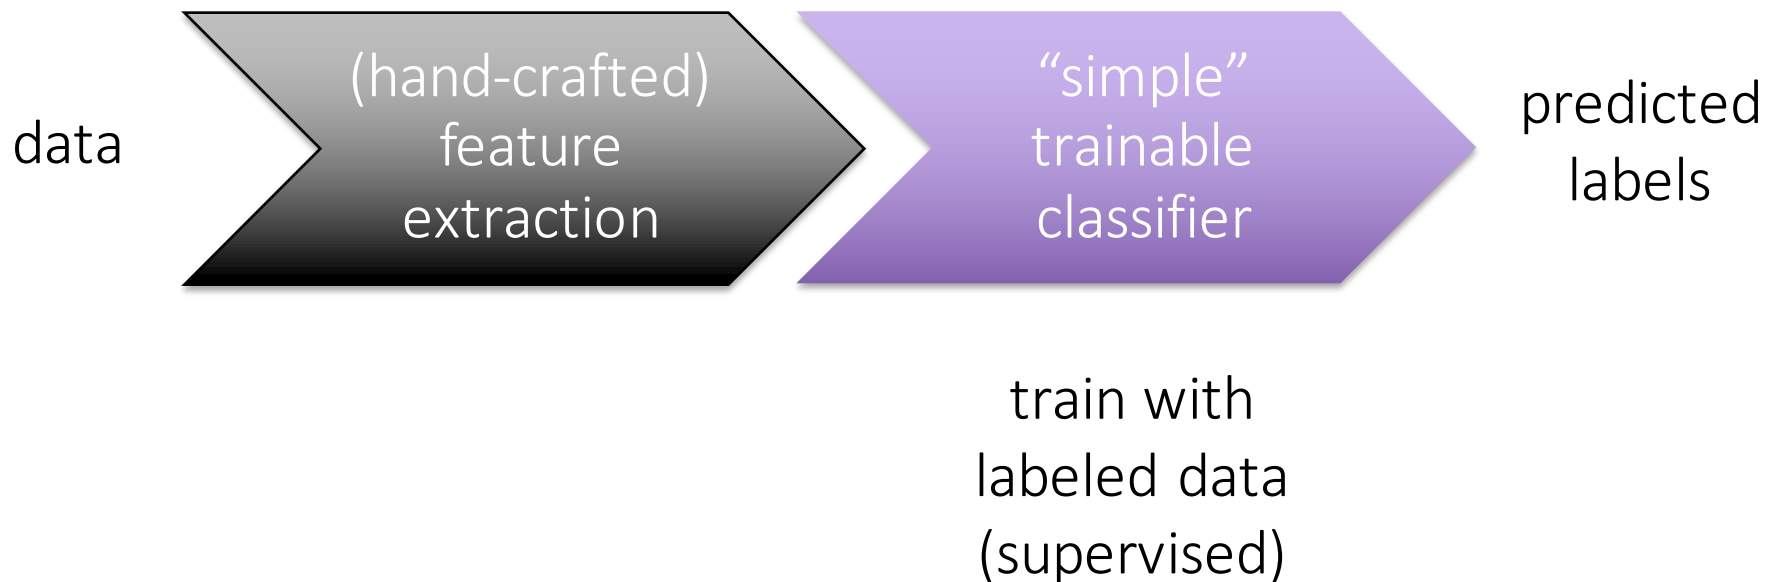 data
(hand-crafted)
feature
extraction
“simple”
trainable
classifier
predicted
labels
train with
labeled data
(supervised)